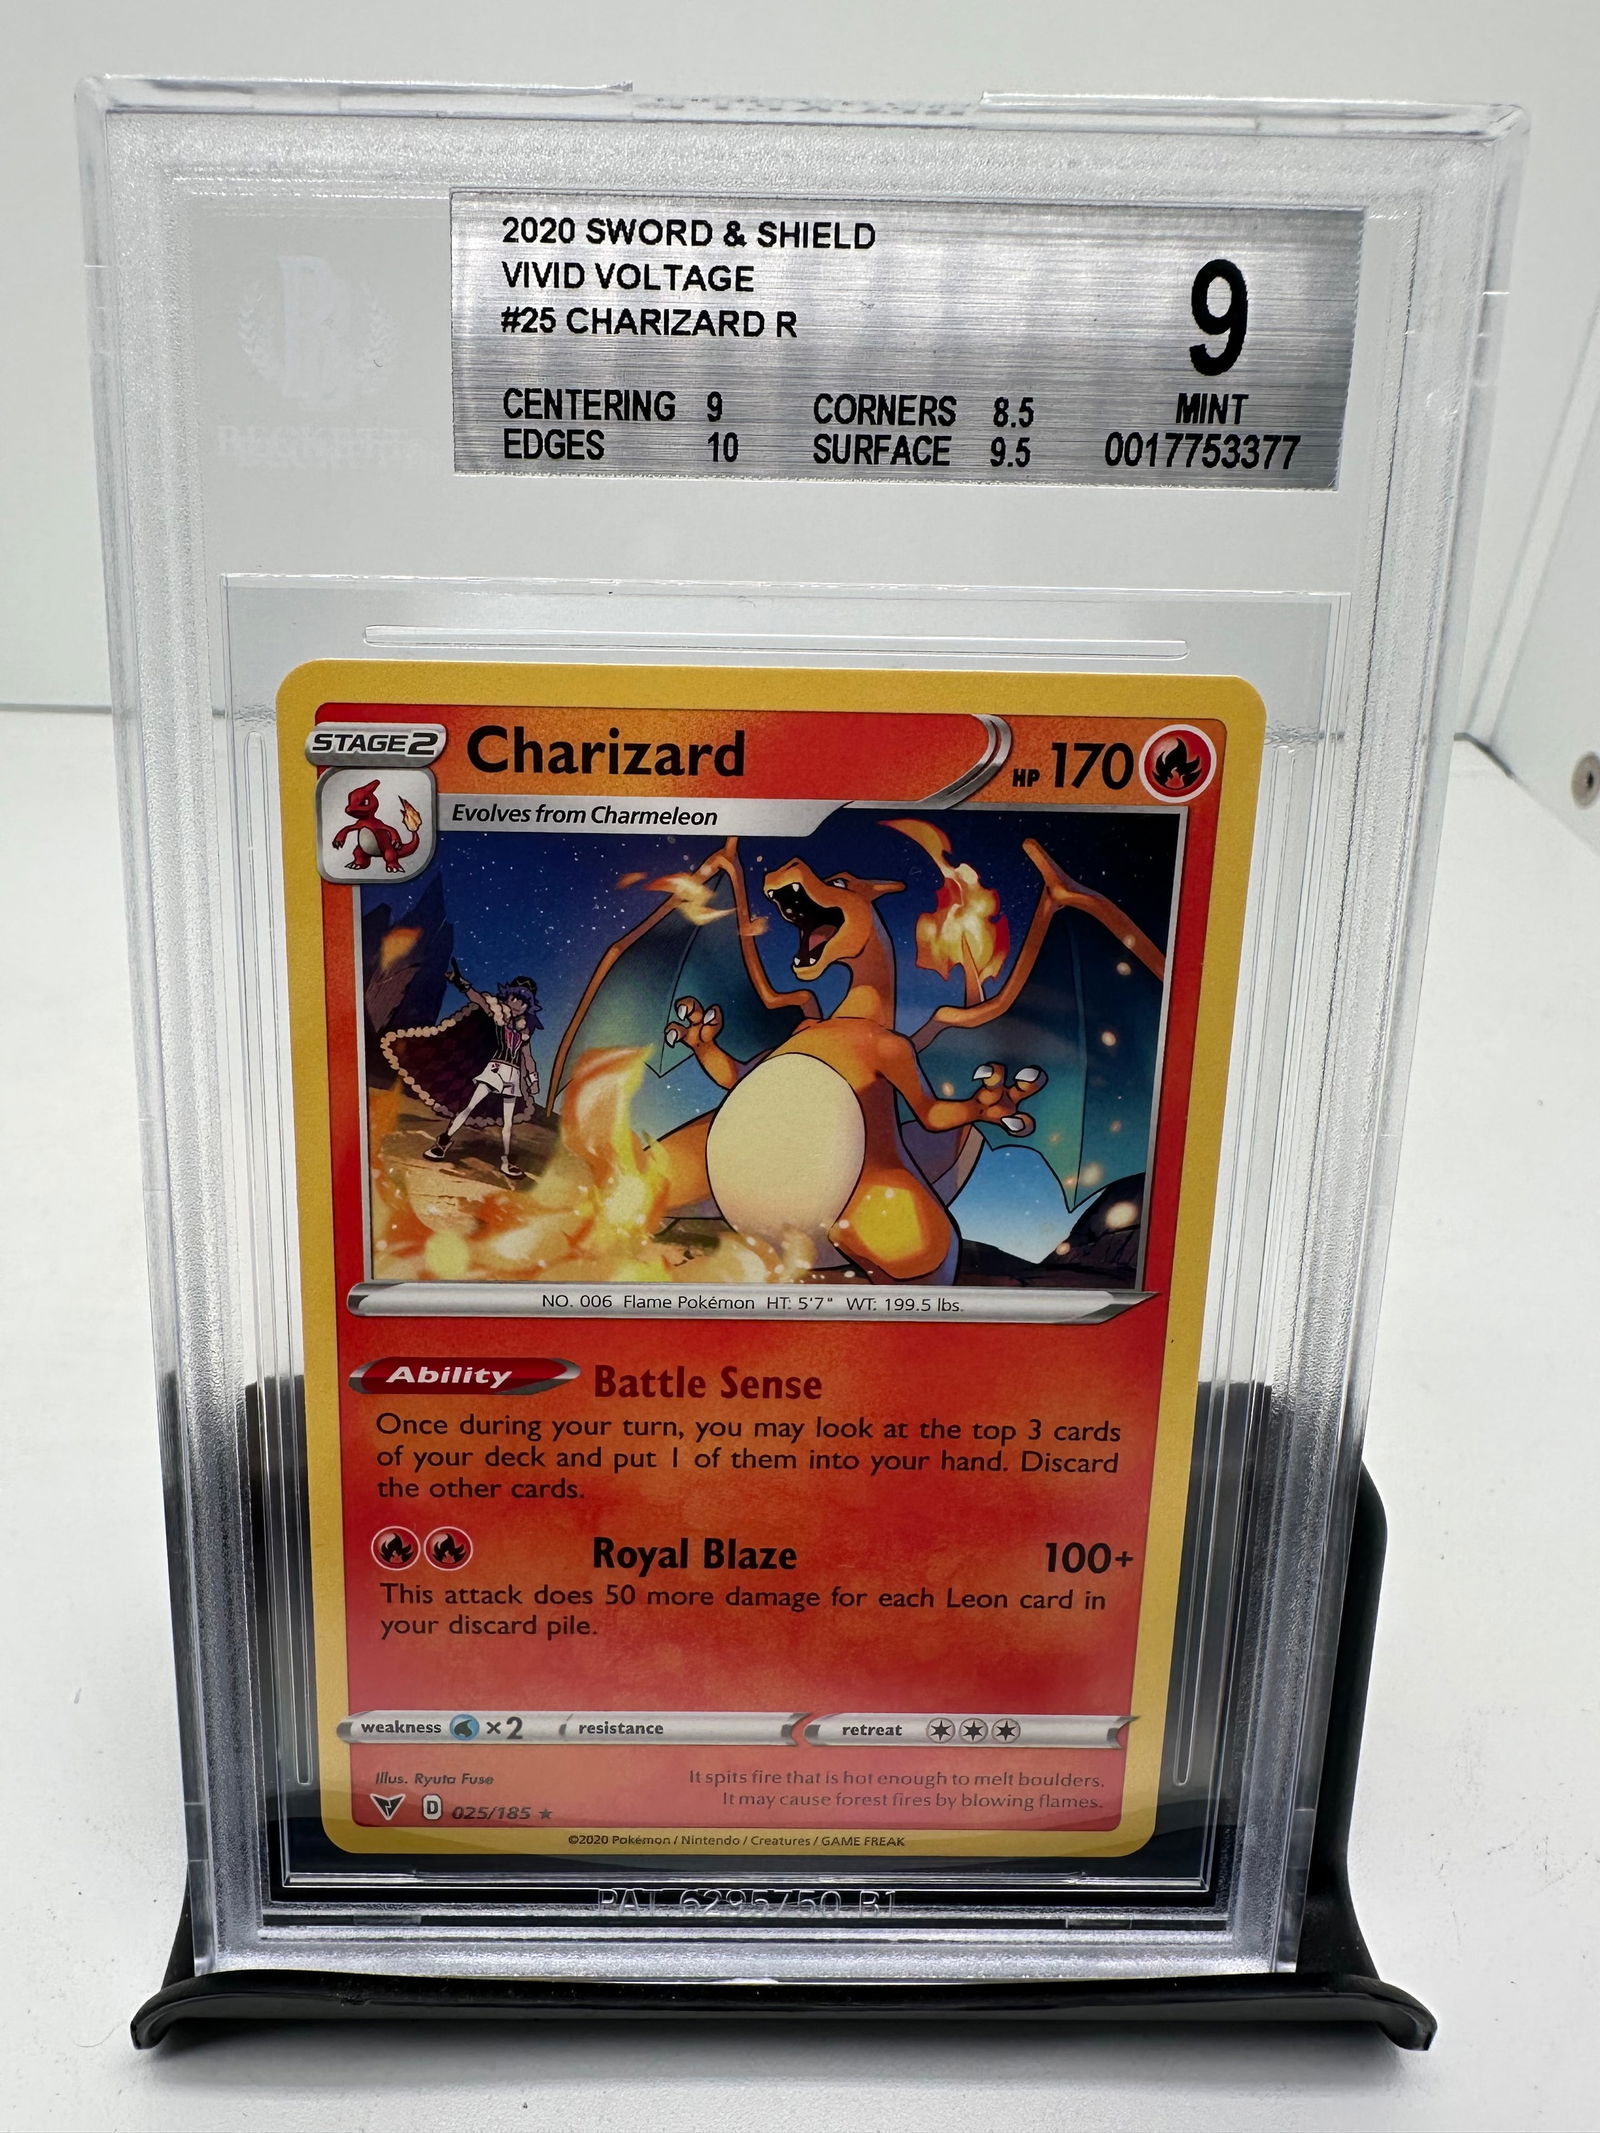 2020 SWORD & SHIELD
VIVID VOLTAGE
#25 CHARIZARD R
9
CENTERING 9 CORNERS 8.5 MINT
EDGES 10 SURFACE 9.5 0017753377
STAGE 2 Charizard HP 170
Evolves from Charmeleon
NO. 006 Flame Pokémon HT: 5'7" WT: 199.5 lbs.
Ability Battle Sense
Once during your turn, you may look at the top 3 cards
of your deck and put 1 of them into your hand. Discard
the other cards.
Royal Blaze 100+
This attack does 50 more damage for each Leon card in
your discard pile.
weakness ×2 resistance retreat
Illus. Ryuta Fuse
It spits fire that is hot enough to melt boulders.
It may cause forest fires by blowing flames.
D 025/185 ★
©2020 Pokémon / Nintendo / Creatures / GAME FREAK
PAT. 6295750 B1